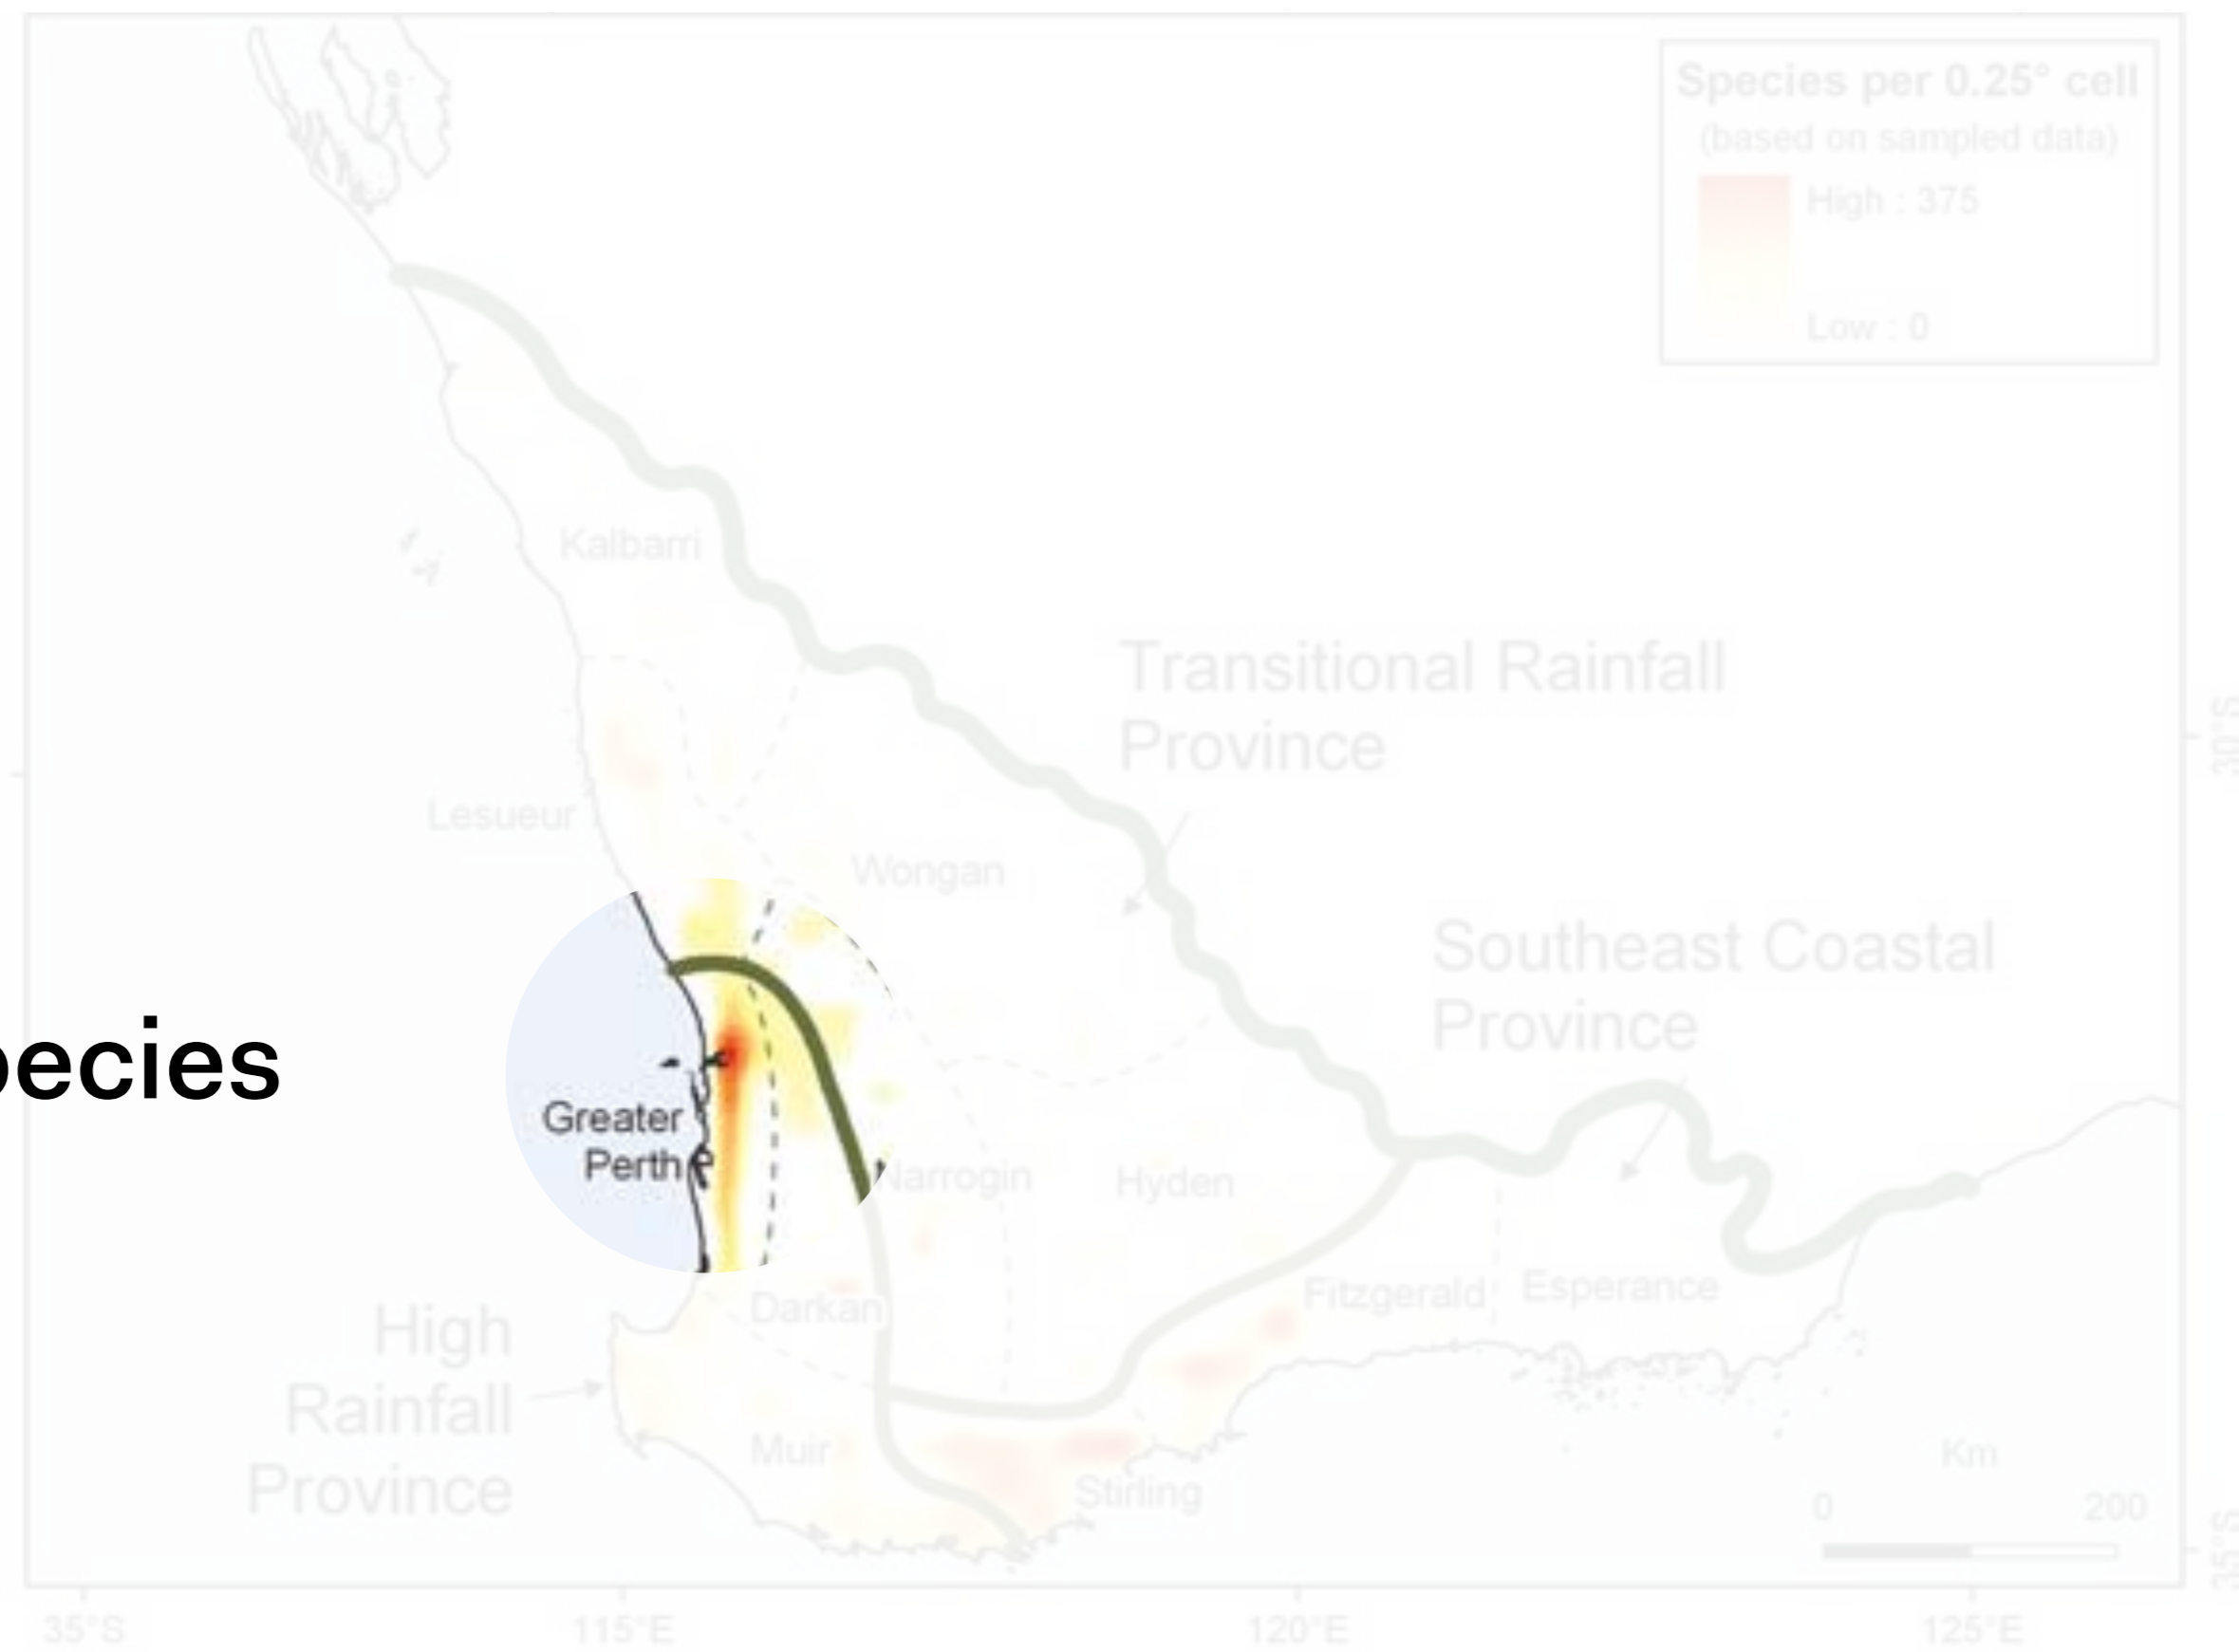 Species per 0.25° cell
(based on sampled data)
High : 375
Low : 0
Kalbarri
Transitional Rainfall
Province
30°S
Lesueur
Wongan
Southeast Coastal
Province
pecies
Greater
Perth
Narrogin
Hyden
Fitzgerald
Esperance
Darkan
High
Rainfall
Province
Muir
Stirling
Km
0
200
35°S
35°S
115°E
120°E
125°E